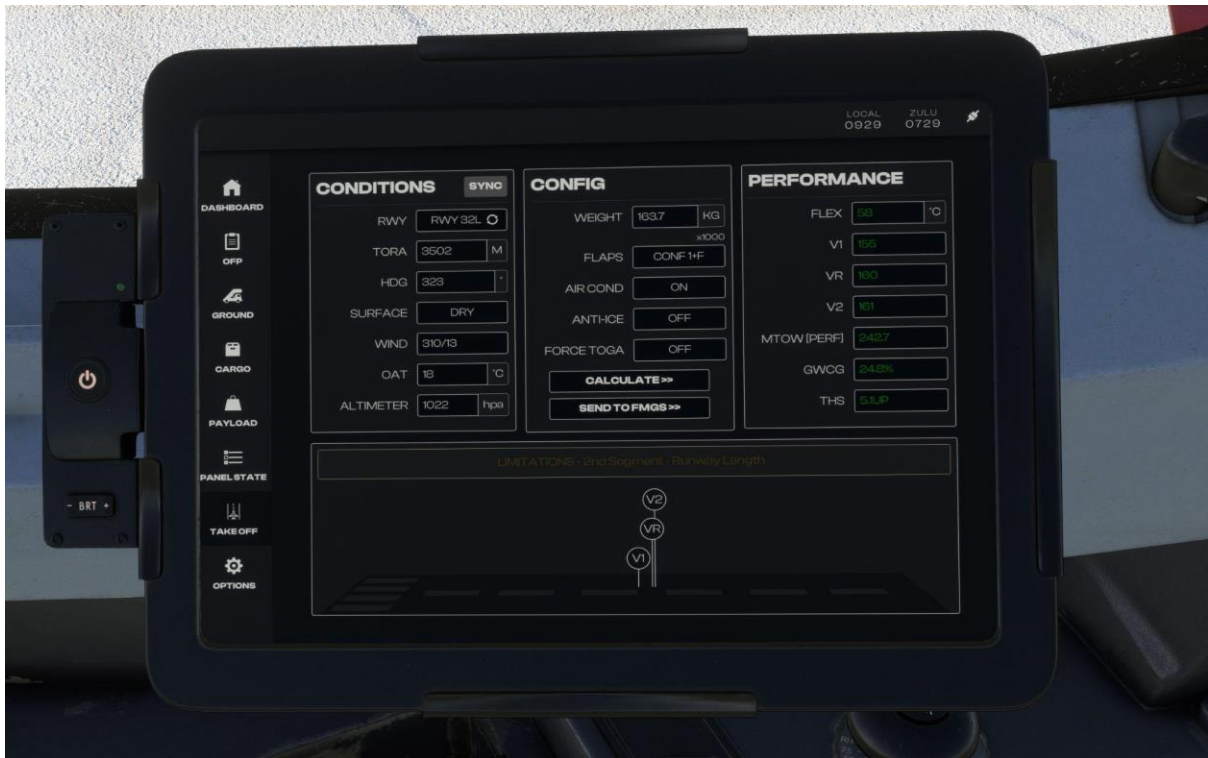 LOCAL ZULU
0929 0729
DASHBOARD
OFP
GROUND
CARGO
PAYLOAD
PANEL STATE
TAKE OFF
OPTIONS
- BRT +
CONDITIONS SYNC
RWY RWY 32L
TORA 3502 M
HDG 323 °
SURFACE DRY
WIND 310/13
OAT 18 °C
ALTIMETER 1022 hpa
CONFIG
WEIGHT 163.7 KG
x1000
FLAPS CONF 1+F
AIR COND ON
ANTI-ICE OFF
FORCE TOGA OFF
CALCULATE >>
SEND TO FMGS >>
PERFORMANCE
FLEX 58 °C
V1 155
VR 160
V2 161
MTOW [PERF] 242.7
GWCG 24.8%
THS 5.1UP
LIMITATIONS - 2nd Segment - Runway Length
V2
VR
V1